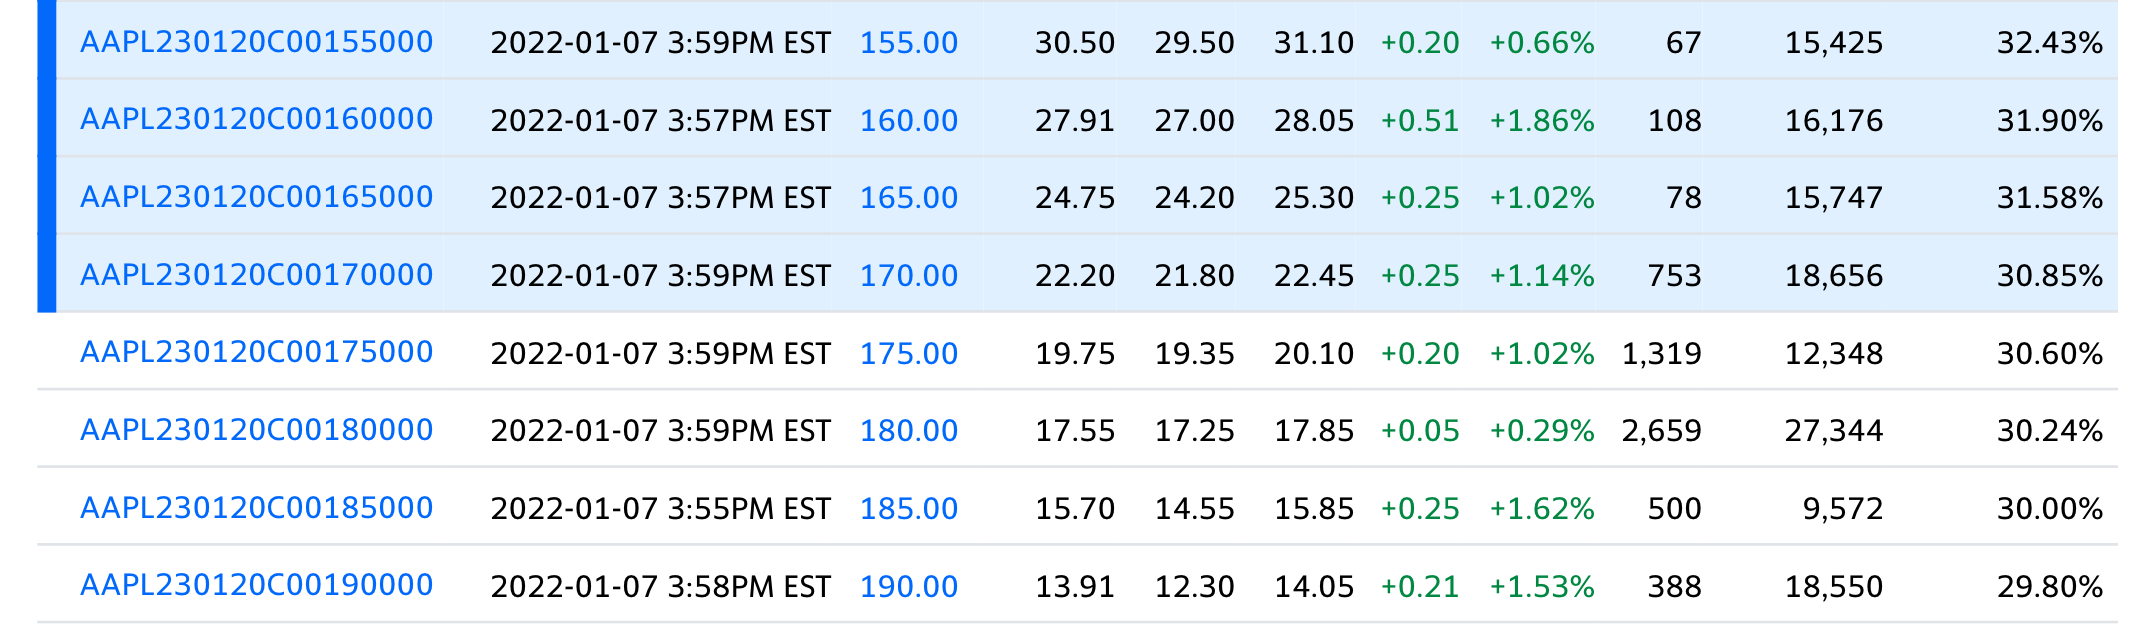 AAPL230120C00155000 2022-01-07 3:59PM EST 155.00 30.50 29.50 31.10 +0.20 +0.66% 67 15,425 32.43%
AAPL230120C00160000 2022-01-07 3:57PM EST 160.00 27.91 27.00 28.05 +0.51 +1.86% 108 16,176 31.90%
AAPL230120C00165000 2022-01-07 3:57PM EST 165.00 24.75 24.20 25.30 +0.25 +1.02% 78 15,747 31.58%
AAPL230120C00170000 2022-01-07 3:59PM EST 170.00 22.20 21.80 22.45 +0.25 +1.14% 753 18,656 30.85%
AAPL230120C00175000 2022-01-07 3:59PM EST 175.00 19.75 19.35 20.10 +0.20 +1.02% 1,319 12,348 30.60%
AAPL230120C00180000 2022-01-07 3:59PM EST 180.00 17.55 17.25 17.85 +0.05 +0.29% 2,659 27,344 30.24%
AAPL230120C00185000 2022-01-07 3:55PM EST 185.00 15.70 14.55 15.85 +0.25 +1.62% 500 9,572 30.00%
AAPL230120C00190000 2022-01-07 3:58PM EST 190.00 13.91 12.30 14.05 +0.21 +1.53% 388 18,550 29.80%